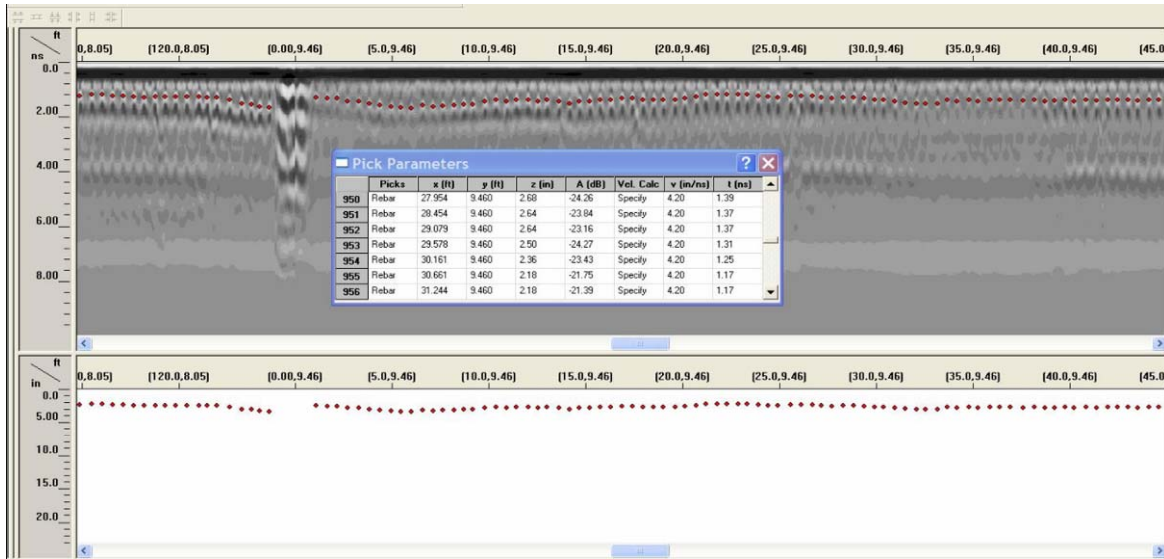 ft
0,8.05) (120.0,8.05) (0.00,9.46) (5.0,9.46) (10.0,9.46) (15.0,9.46) (20.0,9.46) (25.0,9.46) (30.0,9.46) (35.0,9.46) (40.0,9.46) (45.0
ns
0.0
2.00
4.00
6.00
8.00
Pick Parameters
Picks x (ft) y (ft) z (in) A (dB) Vel. Calc v (in/ns) t (ns)
950 Rebar 27.954 9.460 2.68 -24.26 Specify 4.20 1.39
951 Rebar 28.454 9.460 2.64 -23.84 Specify 4.20 1.37
952 Rebar 29.079 9.460 2.64 -23.16 Specify 4.20 1.37
953 Rebar 29.578 9.460 2.50 -24.27 Specify 4.20 1.31
954 Rebar 30.161 9.460 2.36 -23.43 Specify 4.20 1.25
955 Rebar 30.661 9.460 2.18 -21.75 Specify 4.20 1.17
956 Rebar 31.244 9.460 2.18 -21.39 Specify 4.20 1.17
ft
0,8.05) (120.0,8.05) (0.00,9.46) (5.0,9.46) (10.0,9.46) (15.0,9.46) (20.0,9.46) (25.0,9.46) (30.0,9.46) (35.0,9.46) (40.0,9.46) (45.0
in
0.0
5.00
10.0
15.0
20.0